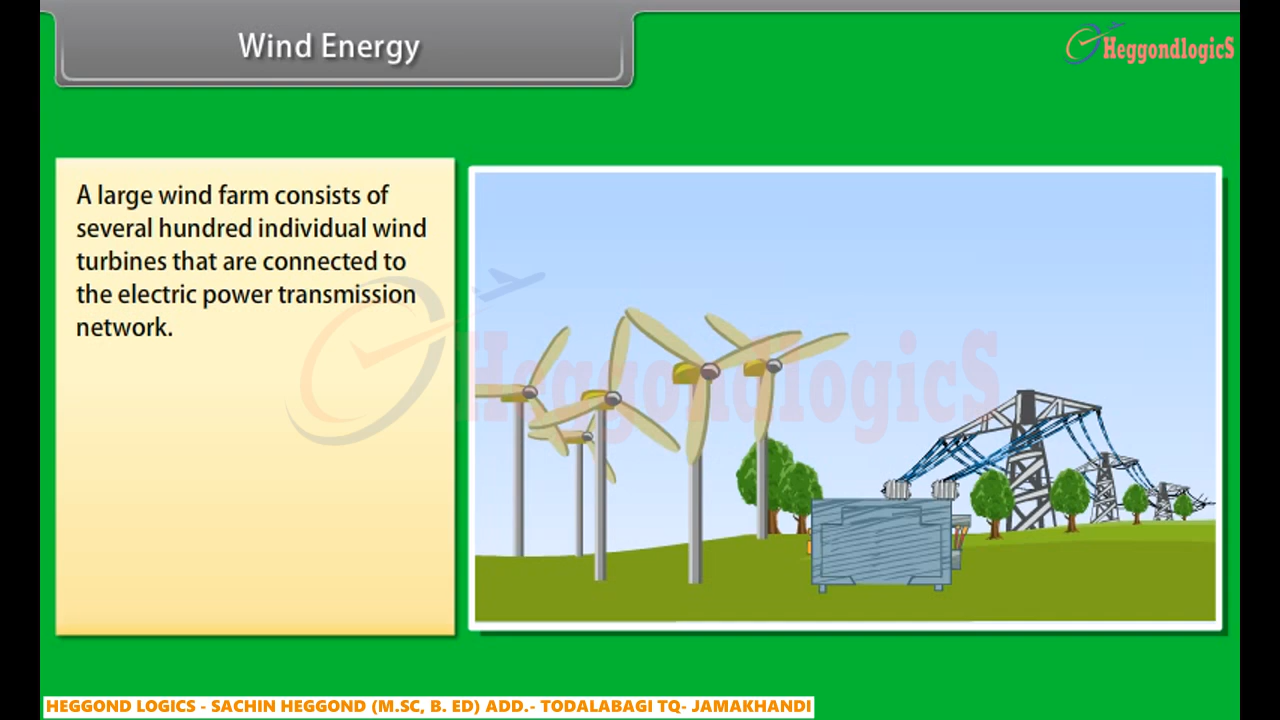 Wind Energy
HeggondlogicS
A large wind farm consists of
several hundred individual wind
turbines that are connected to
the electric power transmission
network.
HeggondlogicS
HEGGOND LOGICS - SACHIN HEGGOND (M.SC, B. ED) ADD.- TODALABAGI TQ- JAMAKHANDI